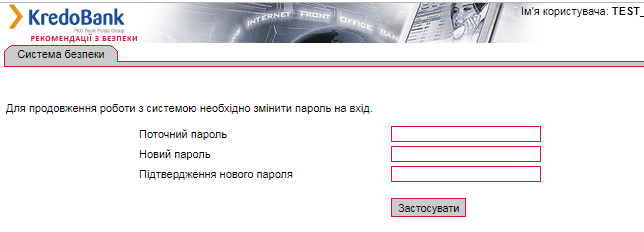 KredoBank
PKO Bank Polski Group
РЕКОМЕНДАЦІЇ З БЕЗПЕКИ
INTERNET FRONT OFFICE BAN
Ім'я користувача: TEST_
Система безпеки
Для продовження роботи з системою необхідно змінити пароль на вхід.
Поточний пароль
Новий пароль
Підтвердження нового пароля
Застосувати